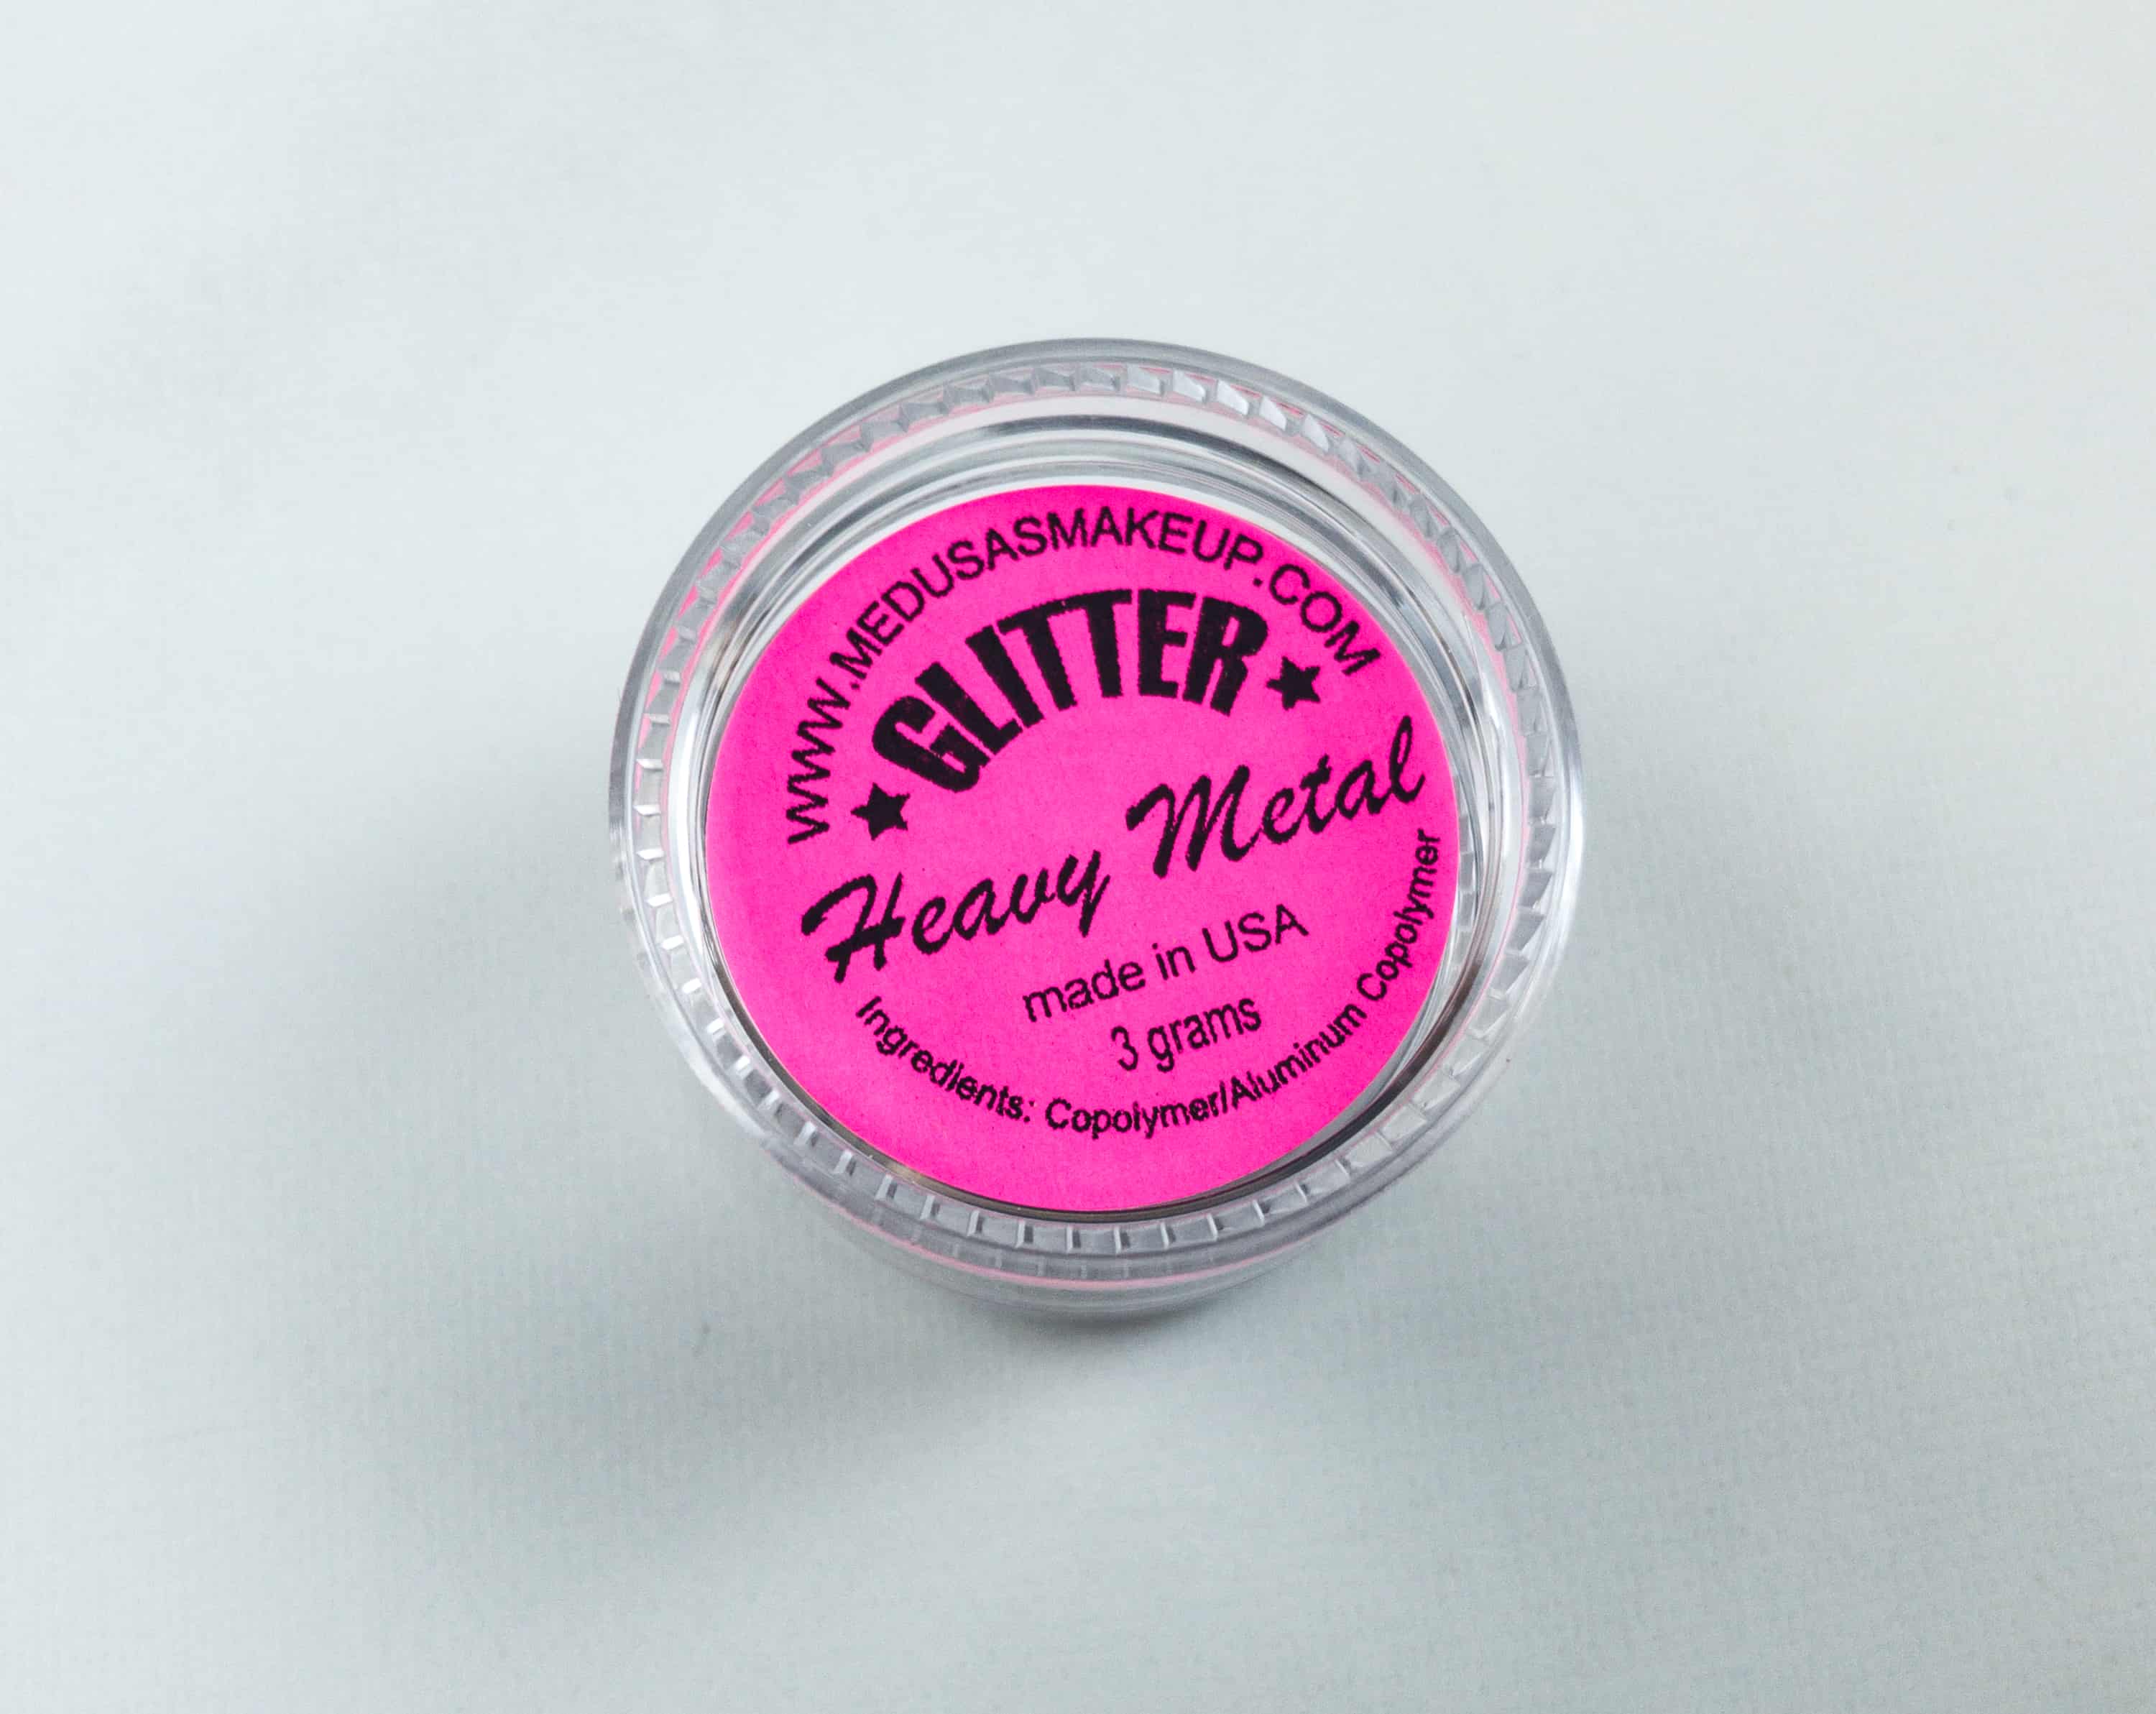 WWW.MEDUSASMAKEUP.COM
★GLITTER★
Heavy Metal
made in USA
3 grams
Ingredients: Copolymer/Aluminum Copolymer